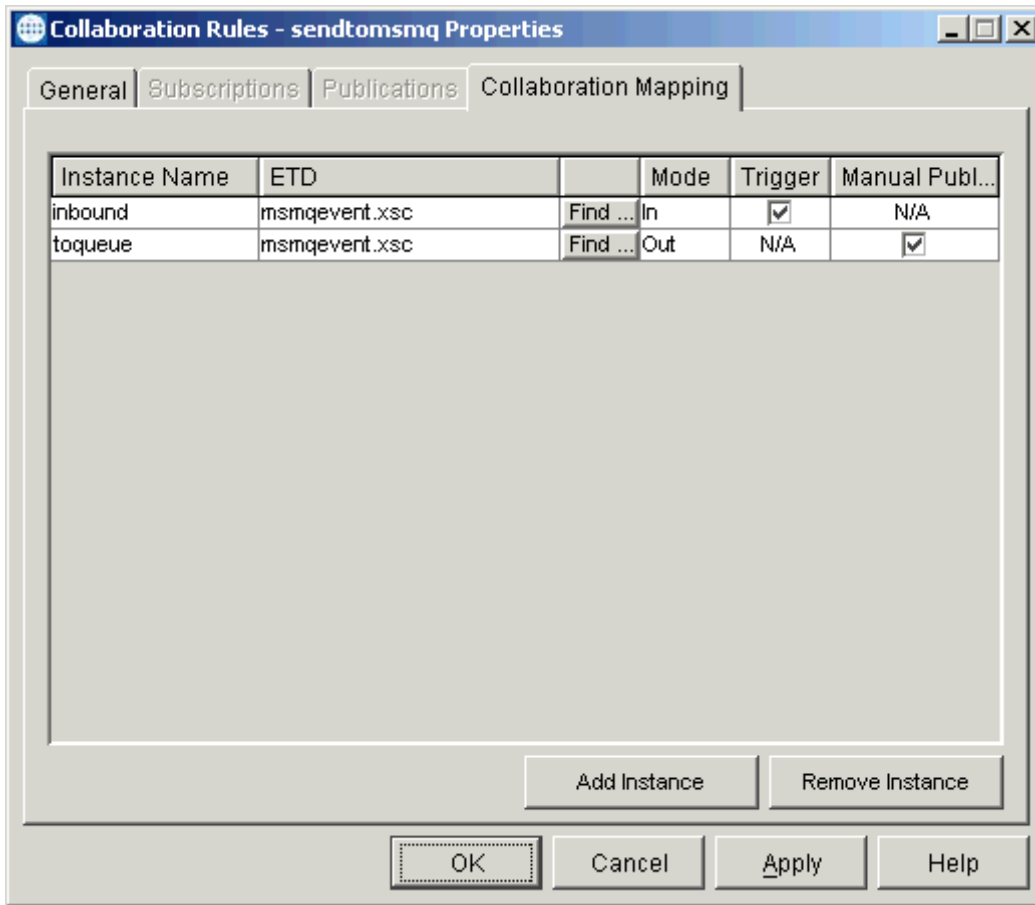 Collaboration Rules - sendtomsmq Properties
General Subscriptions Publications Collaboration Mapping
Instance Name ETD Mode Trigger Manual Publ...
inbound msmqevent.xsc Find ... In N/A
toqueue msmqevent.xsc Find ... Out N/A
Add Instance Remove Instance
OK Cancel Apply Help